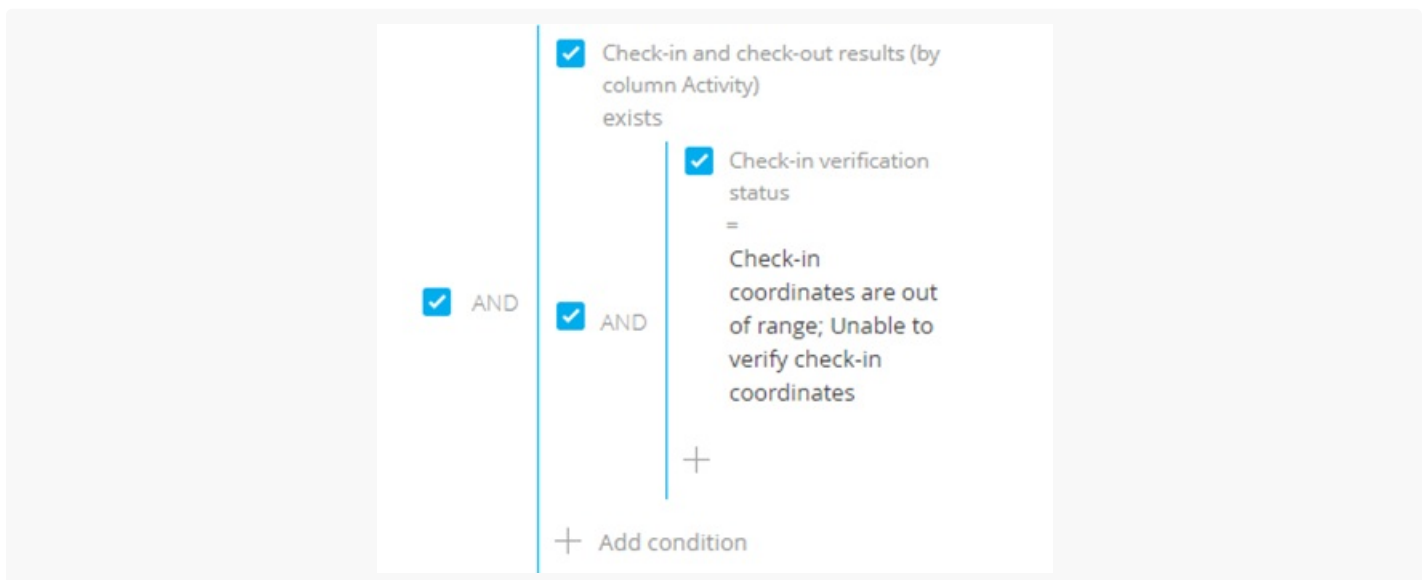 Check-in and check-out results (by
column Activity)
exists
Check-in verification
status
=
Check-in
coordinates are out
of range; Unable to
verify check-in
coordinates
AND
AND
+
+ Add condition